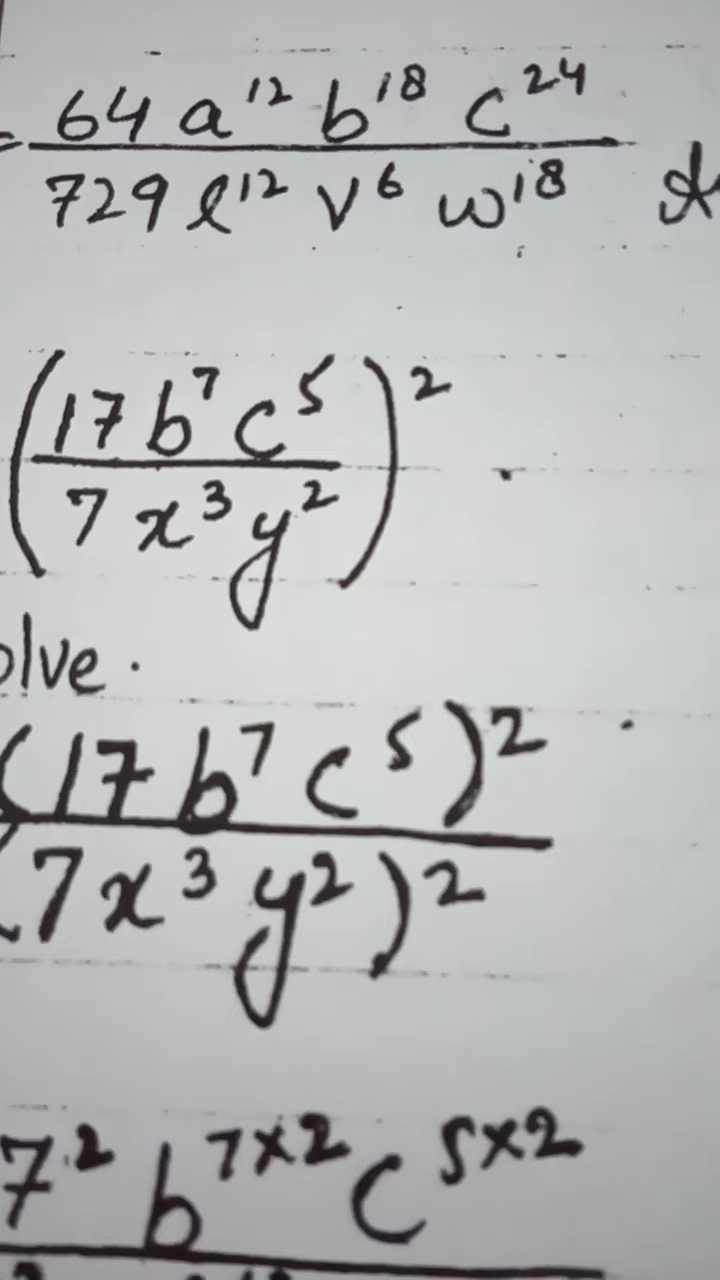 = 64 a¹² b¹⁸ c²⁴
729 l¹² v⁶ w¹⁸
(17 b⁷ c⁵)²
7 x³ y²
olve.
(17 b⁷ c⁵)²
(7 x³ y²)²
7² b⁷ˣ² c⁵ˣ²